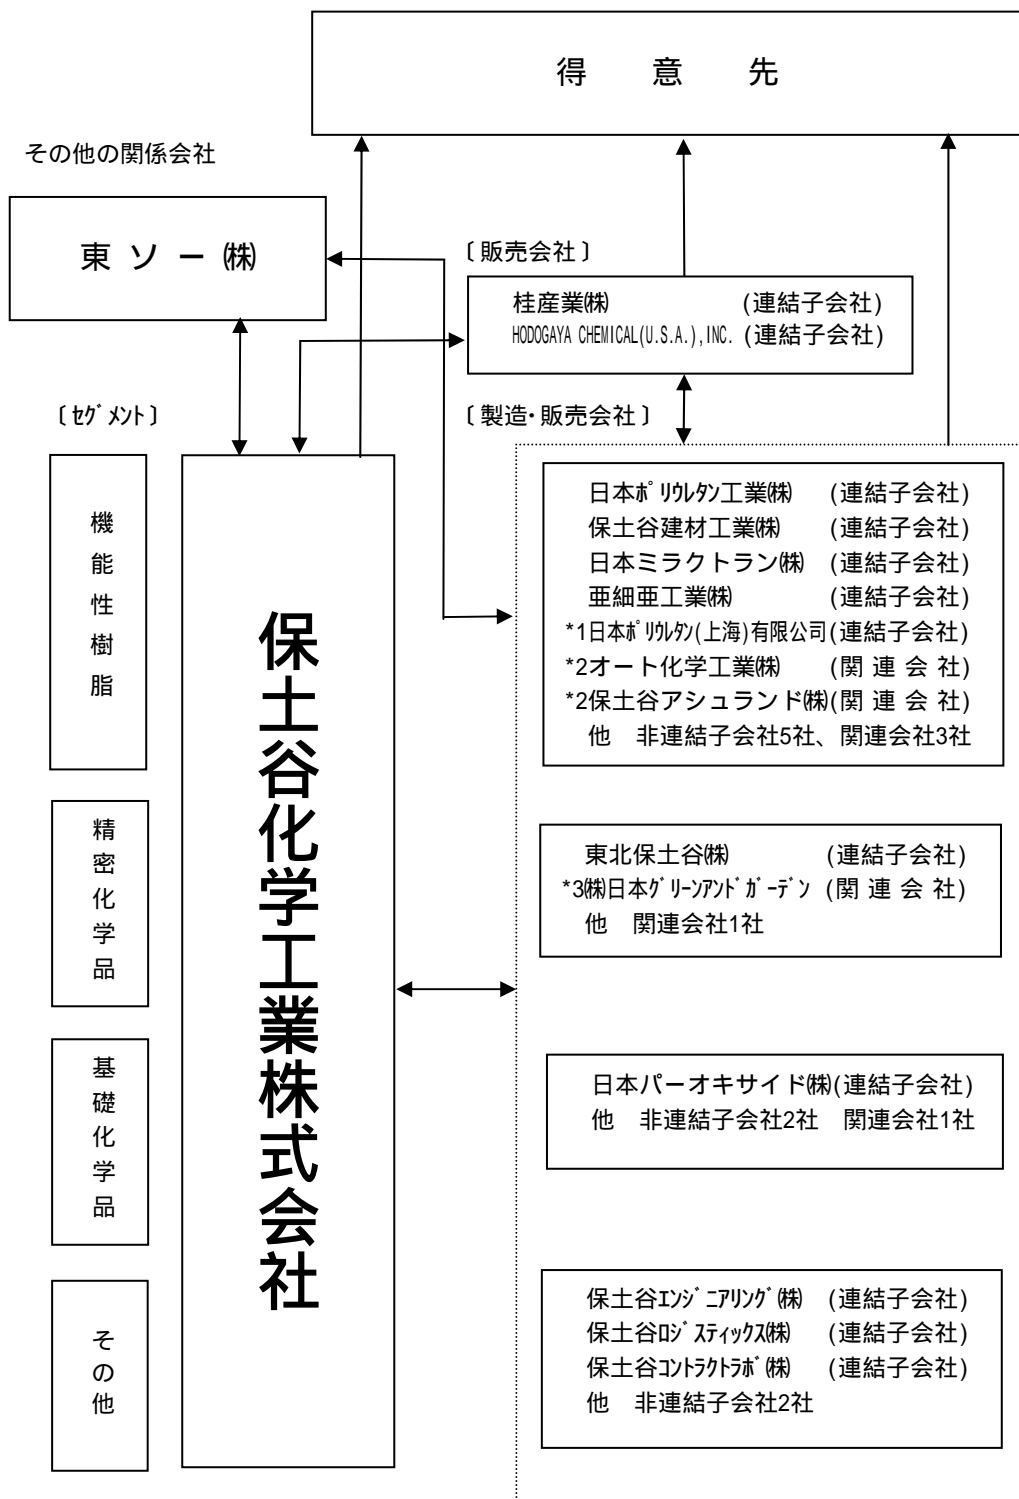 得意先
その他の関係会社
東ソー㈱
〔販売会社〕
桂産業㈱ (連結子会社)
HODOGAYA CHEMICAL(U.S.A.),INC. (連結子会社)
〔ｾｸﾞﾒﾝﾄ〕
〔製造・販売会社〕
機能性樹脂
精密化学品
基礎化学品
その他
保土谷化学工業株式会社
日本ﾎﾟﾘｳﾚﾀﾝ工業㈱ (連結子会社)
保土谷建材工業㈱ (連結子会社)
日本ミラクトラン㈱ (連結子会社)
亜細亜工業㈱ (連結子会社)
*1日本ﾎﾟﾘｳﾚﾀﾝ(上海)有限公司(連結子会社)
*2オート化学工業㈱ (関連会社)
*2保土谷アシュランド㈱(関連会社)
他 非連結子会社5社、関連会社3社
東北保土谷㈱ (連結子会社)
*3㈱日本ｸﾞﾘｰﾝｱﾝﾄﾞｶﾞｰﾃﾞﾝ (関連会社)
他 関連会社1社
日本パーオキサイド㈱(連結子会社)
他 非連結子会社2社 関連会社1社
保土谷ｴﾝｼﾞﾆｱﾘﾝｸﾞ㈱ (連結子会社)
保土谷ﾛｼﾞｽﾃｨｯｸｽ㈱ (連結子会社)
保土谷ｺﾝﾄﾗｸﾄﾗﾎﾞ㈱ (連結子会社)
他 非連結子会社2社